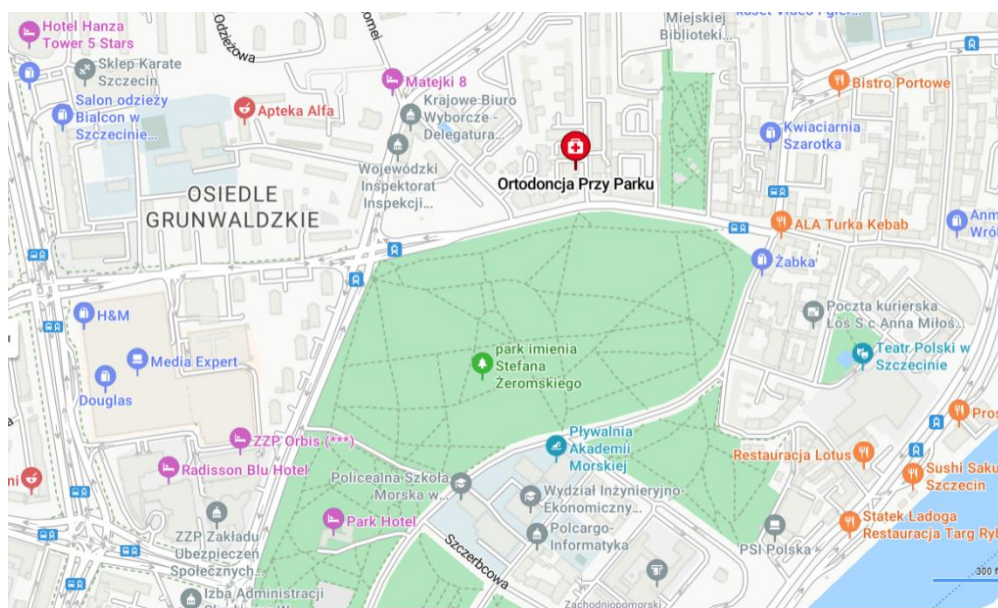 Hotel Hanza
Tower 5 Stars
Odzieżowa
Miejskiej
Biblioteki...
Sklep Karate
Szczecin
Matejki 8
Bistro Portowe
Salon odzieży
Bialcon w
Szczecinie...
Apteka Alfa
Krajowe Biuro
Wyborcze -
Delegatura...
Kwiaciarnia
Szarotka
Wojewódzki
Inspektorat
Inspekcji...
Ortodoncja Przy Parku
OSIEDLE
GRUNWALDZKIE
ALA Turka Kebab
Żabka
H&M
Poczta kurierska
Łos S c Anna Miłoś...
Media Expert
park imienia
Stefana
Żeromskiego
Teatr Polski w
Szczecinie
Douglas
ZZP Orbis (***)
Pływalnia
Akademii
Morskiej
Restauracja Lotus
Radisson Blu Hotel
Policealna Szkoła
Morska w...
Sushi Saku
Szczecin
Wydział Inżynieryjno-
Ekonomiczny...
Park Hotel
Statek Ładoga
Restauracja Targ Ryb
ZZP Zakładu
Ubezpieczeń
Społecznych...
Polcargo-
Informatyka
PSI Polska
Szczerbcowa
300 f
Izba Administracji
Zachodniopomorski